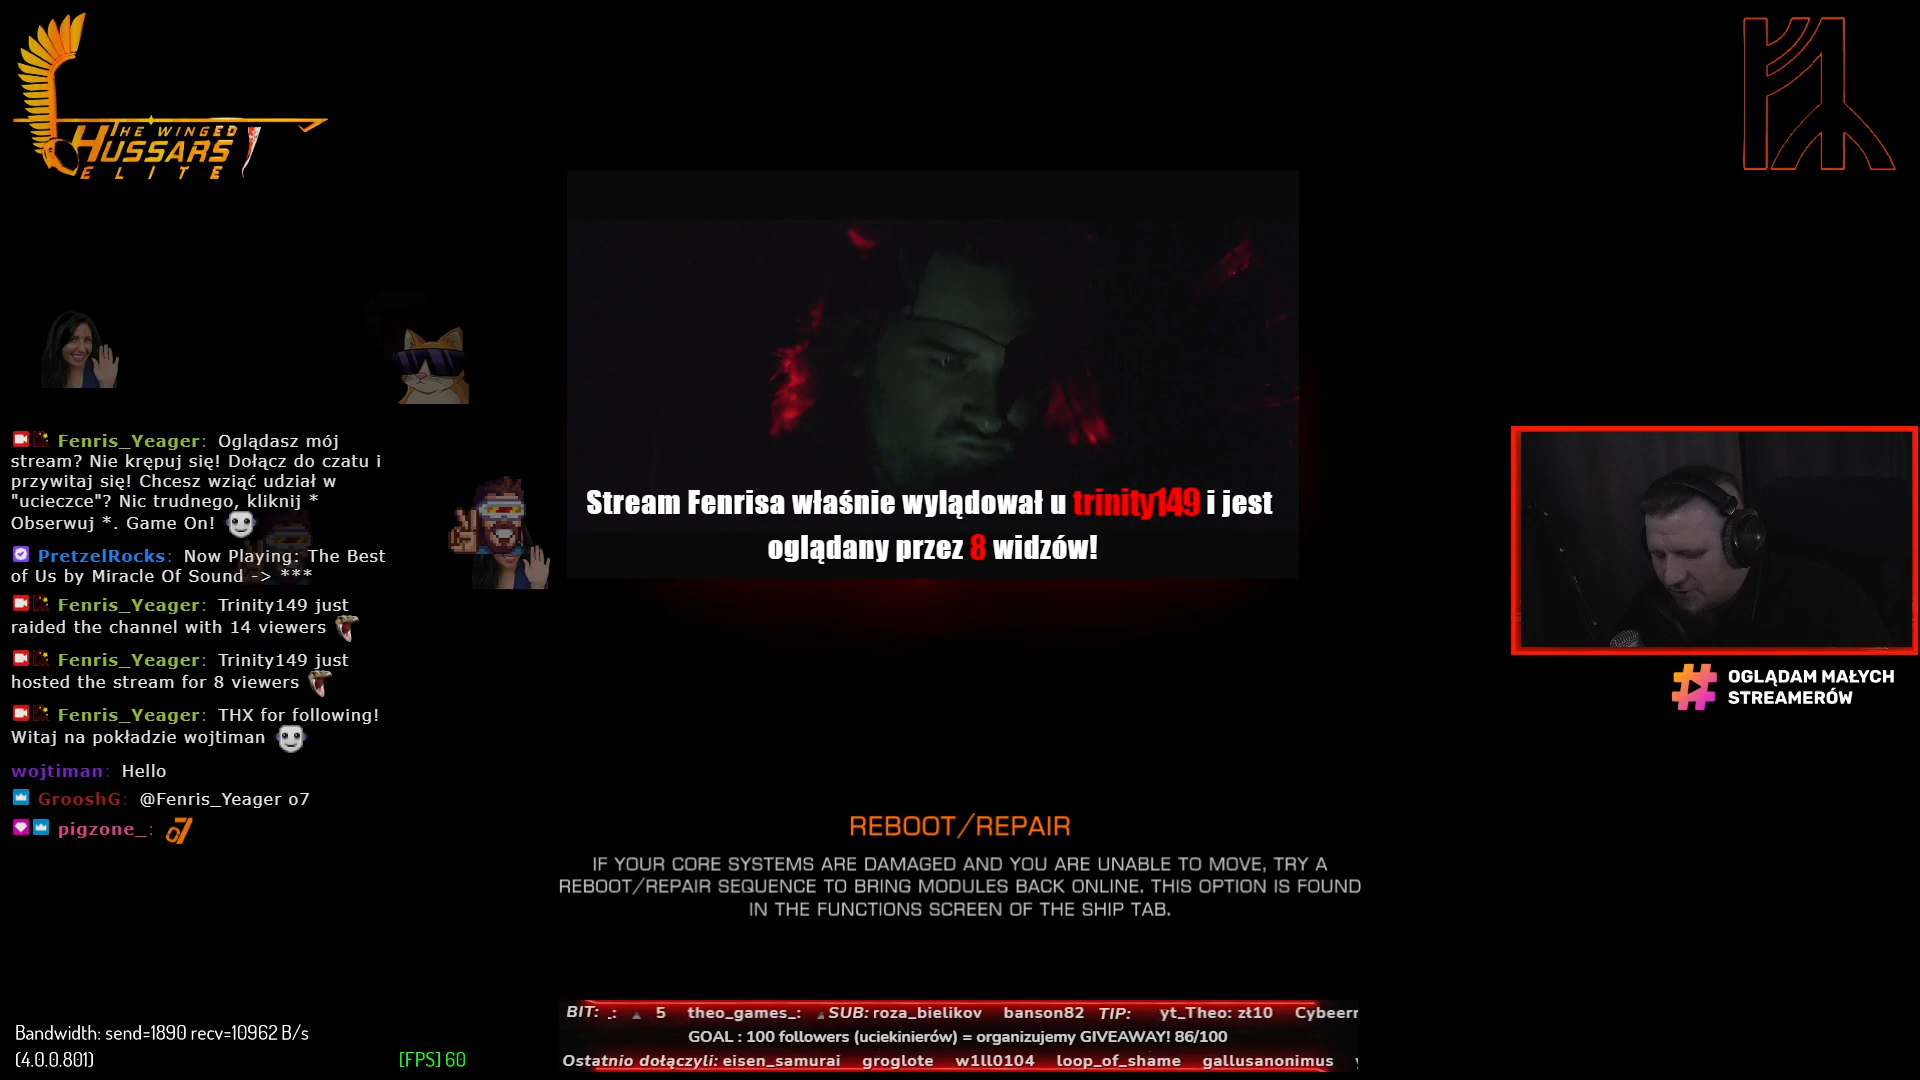 THE WINGED
HUSSARS
ELITE
Fenris_Yeager: Oglądasz mój
stream? Nie krępuj się! Dołącz do czatu i
przywitaj się! Chcesz wziąć udział w
"ucieczce"? Nic trudnego, kliknij *
Obserwuj *. Game On!
PretzelRocks: Now Playing: The Best
of Us by Miracle Of Sound -> ***
Fenris_Yeager: Trinity149 just
raided the channel with 14 viewers
Fenris_Yeager: Trinity149 just
hosted the stream for 8 viewers
Fenris_Yeager: THX for following!
Witaj na pokładzie wojtiman
wojtiman: Hello
GrooshG: @Fenris_Yeager o7
pigzone_: o7
Stream Fenrisa właśnie wylądował u trinity149 i jest
oglądany przez 8 widzów!
OGLĄDAM MAŁYCH
STREAMERÓW
REBOOT/REPAIR
IF YOUR CORE SYSTEMS ARE DAMAGED AND YOU ARE UNABLE TO MOVE, TRY A
REBOOT/REPAIR SEQUENCE TO BRING MODULES BACK ONLINE. THIS OPTION IS FOUND
IN THE FUNCTIONS SCREEN OF THE SHIP TAB.
BIT: _: 5 theo_games_: SUB: roza_bielikov banson82 TIP: yt_Theo: zł10 Cybeer
GOAL : 100 followers (uciekinierów) = organizujemy GIVEAWAY! 86/100
Ostatnio dołączyli: eisen_samurai groglote w1ll0104 loop_of_shame gallusanonimus
Bandwidth: send=1890 recv=10962 B/s
(4.0.0.801)
[FPS] 60